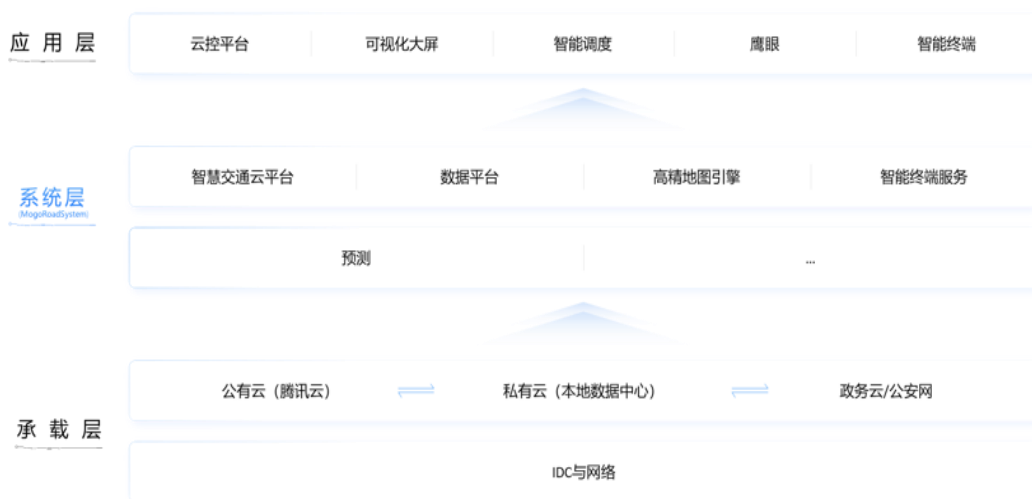 应用层
云控平台 可视化大屏 智能调度 鹰眼 智能终端
智慧交通云平台 数据平台 高精地图引擎 智能终端服务
系统层
(MogoRoadSystem)
预测 ...
公有云（腾讯云） 私有云（本地数据中心） 政务云/公安网
承载层
IDC与网络